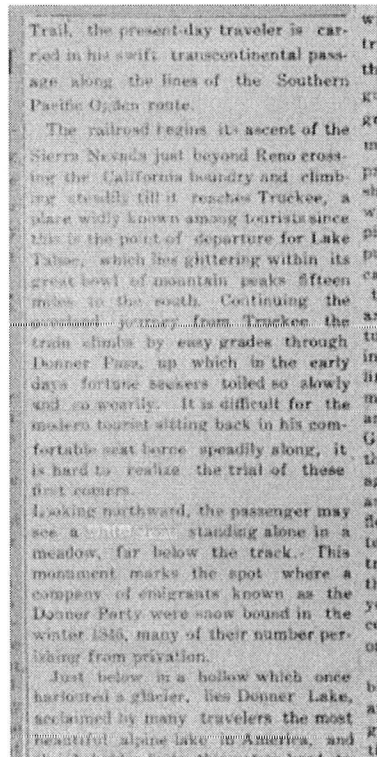 Trail, the present-day traveler is car-
ried in his swift transcontinental pass-
age along the lines of the Southern
Pacific Ogden route.
The railroad begins its ascent of the
Sierra Nevada just beyond Reno cross-
ing the California boundry and climb-
ing steadily till it reaches Truckee, a
place widly known among tourists since
this is the point of departure for Lake
Tahoe, which lies glittering within its
great bowl of mountain peaks fifteen
miles to the south. Continuing the
overland journey from Truckee the
train climbs by easy grades through
Donner Pass, up which in the early
days fortune seekers toiled so slowly
and so wearily. It is difficult for the
modern tourist sitting back in his com-
fortable seat borne speadily along, it
is hard to realize the trial of these
first comers.
Looking northward, the passenger may
see a white cross standing alone in a
meadow, far below the track. This
monument marks the spot where a
company of emigrants known as the
Donner Party were snow bound in the
winter 1846, many of their number per-
ishing from privation.
Just below in a hollow which once
harboured a glacier, lies Donner Lake,
acclaimed by many travelers the most
beautiful alpine lake in America, and